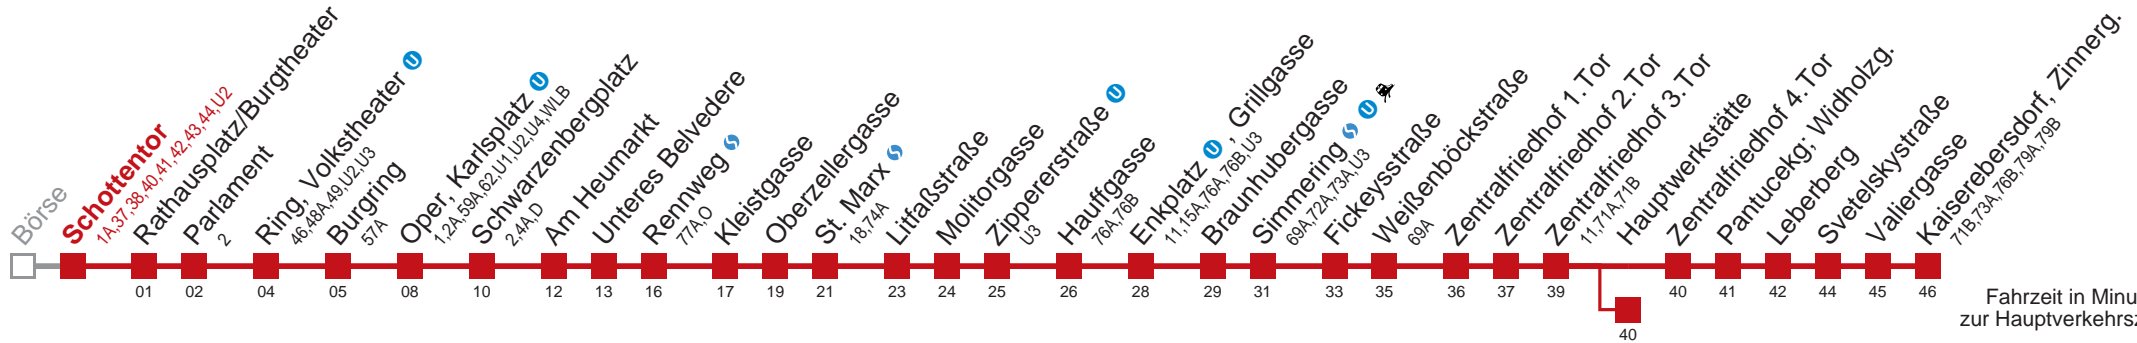 Börse
Schottentor
1A,37,38,40,41,42,43,44,U2
Rathausplatz/Burgtheater
Parlament
2
Ring, Volkstheater U
46,48A,49,U2,U3
Burgring
57A
Oper, Karlsplatz U
1,2A,59A,62,U1,U2,U4,WLB
Schwarzenbergplatz
2,4A,D
Am Heumarkt
Unteres Belvedere
Rennweg
77A,O
Kleistgasse
Oberzellergasse
St. Marx
18,74A
Litfaßstraße
Molitorgasse
Zippererstraße U
U3
Hauffgasse
76A,76B
Enkplatz U , Grillgasse
11,15A,76A,76B,U3
Braunhubergasse
Simmering U
69A,72A,73A,U3
Fickeysstraße
Weißenböckstraße
69A
Zentralfriedhof 1.Tor
Zentralfriedhof 2.Tor
Zentralfriedhof 3.Tor
11,71A,71B
Hauptwerkstätte
Zentralfriedhof 4.Tor
Pantucekg; Widholzg.
Leberberg
Svetelskystraße
Valiergasse
Kaiserebersdorf, Zinnerg.
71B,73A,76B,79A,79B
01 02 04 05 08 10 12 13 16 17 19 21 23 24 25 26 28 29 31 33 35 36 37 39 40 41 42 44 45 46
40
Fahrzeit in Minu
zur Hauptverkehrsz